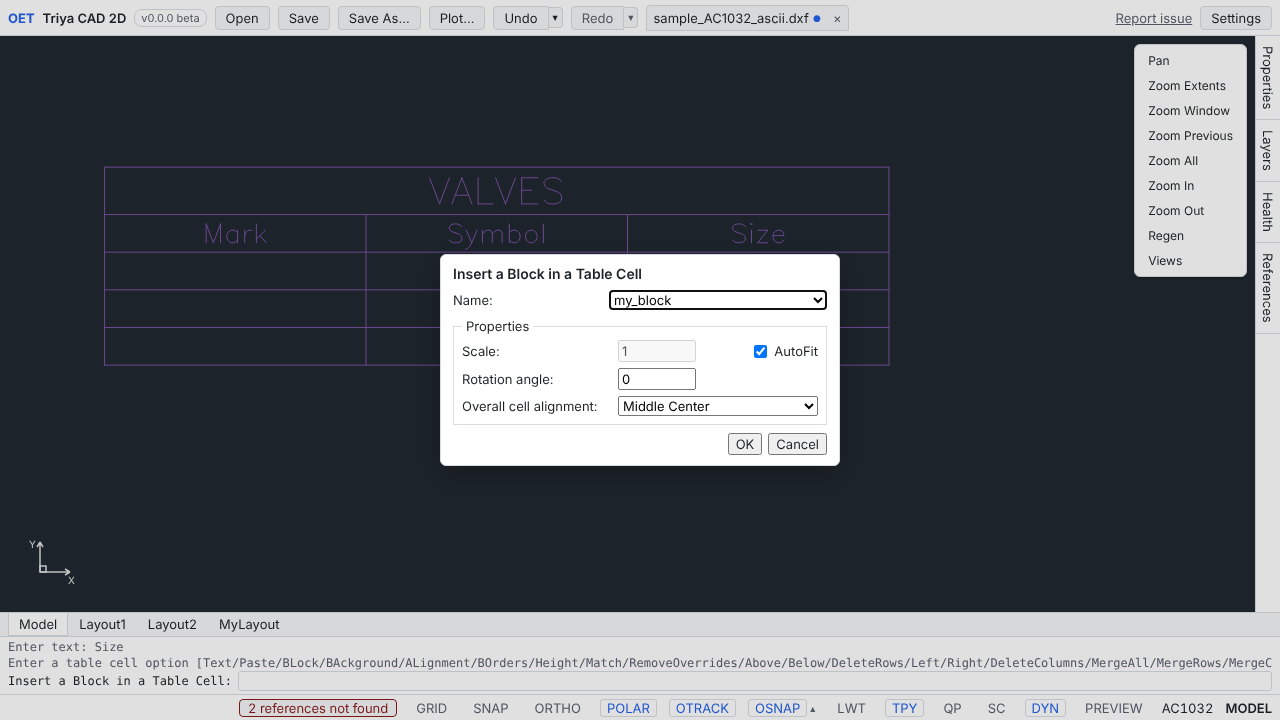 OET Triya CAD 2D v0.0.0 beta Open Save Save As... Plot... Undo ▾ Redo ▾ sample_AC1032_ascii.dxf ● × Report issue Settings
Pan
Zoom Extents
Zoom Window
Zoom Previous
Zoom All
Zoom In
Zoom Out
Regen
Views
Properties
Layers
Health
References
VALVES
Mark Symbol Size
Insert a Block in a Table Cell
Name: my_block
Properties
Scale: 1 AutoFit
Rotation angle: 0
Overall cell alignment: Middle Center
OK Cancel
Y
X
Model Layout1 Layout2 MyLayout
Enter text: Size
Enter a table cell option [Text/Paste/BLock/BAckground/ALignment/BOrders/Height/Match/RemoveOverrides/Above/Below/DeleteRows/Left/Right/DeleteColumns/MergeAll/MergeRows/MergeC
Insert a Block in a Table Cell:
2 references not found GRID SNAP ORTHO POLAR OTRACK OSNAP ▴ LWT TPY QP SC DYN PREVIEW AC1032 MODEL